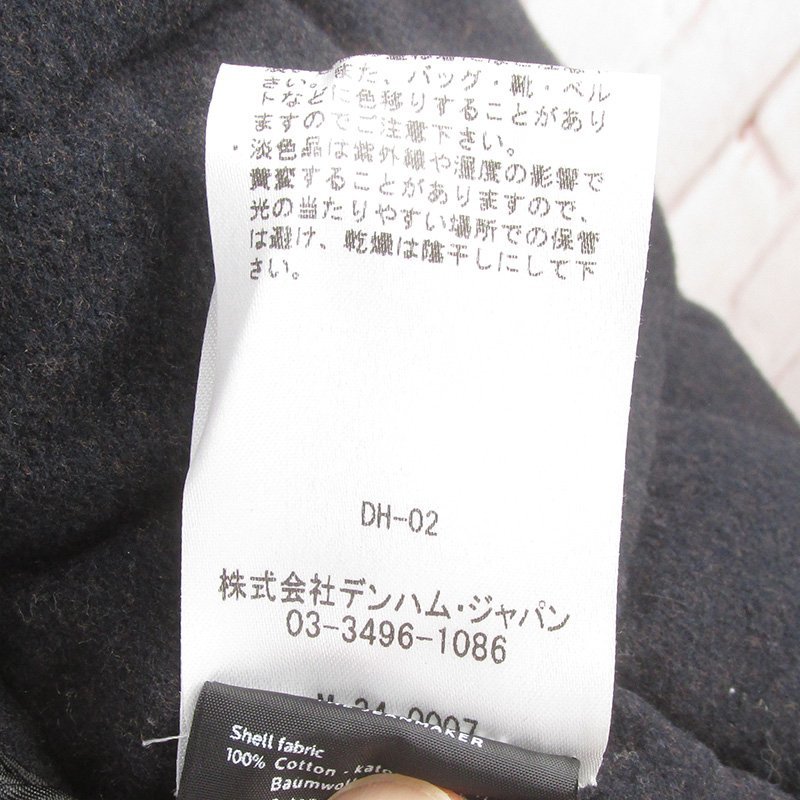 さい。また、バッグ・靴・ベル
トなどに色移りすることがあり
ますのでご注意下さい。
・淡色品は紫外線や湿度の影響で
黄変することがありますので、
光の当たりやすい場所での保管
は避け、乾燥は陰干しにして下
さい。
DH-02
株式会社デンハム・ジャパン
03-3496-1086
Shell fabric
100% Cotton - kato
Baumwoll